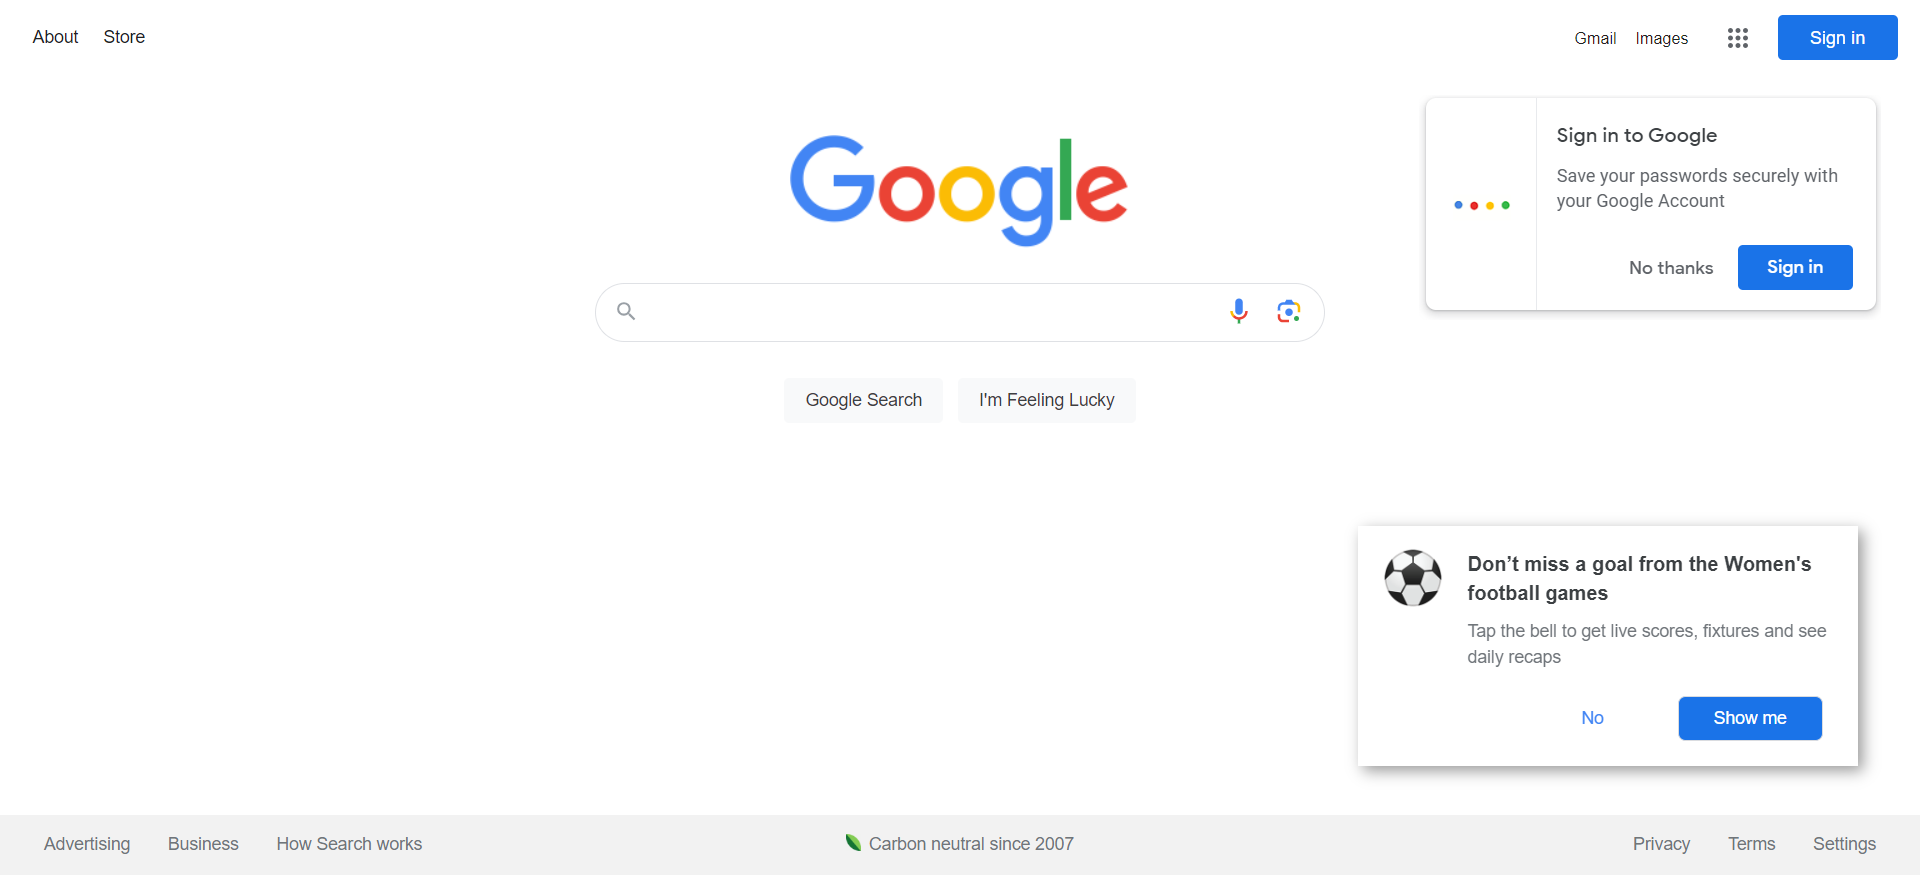 About Store
Gmail Images Sign in
Google
Sign in to Google
Save your passwords securely with
your Google Account
No thanks Sign in
Google Search I'm Feeling Lucky
Don’t miss a goal from the Women's
football games
Tap the bell to get live scores, fixtures and see
daily recaps
No Show me
Advertising Business How Search works
Carbon neutral since 2007
Privacy Terms Settings